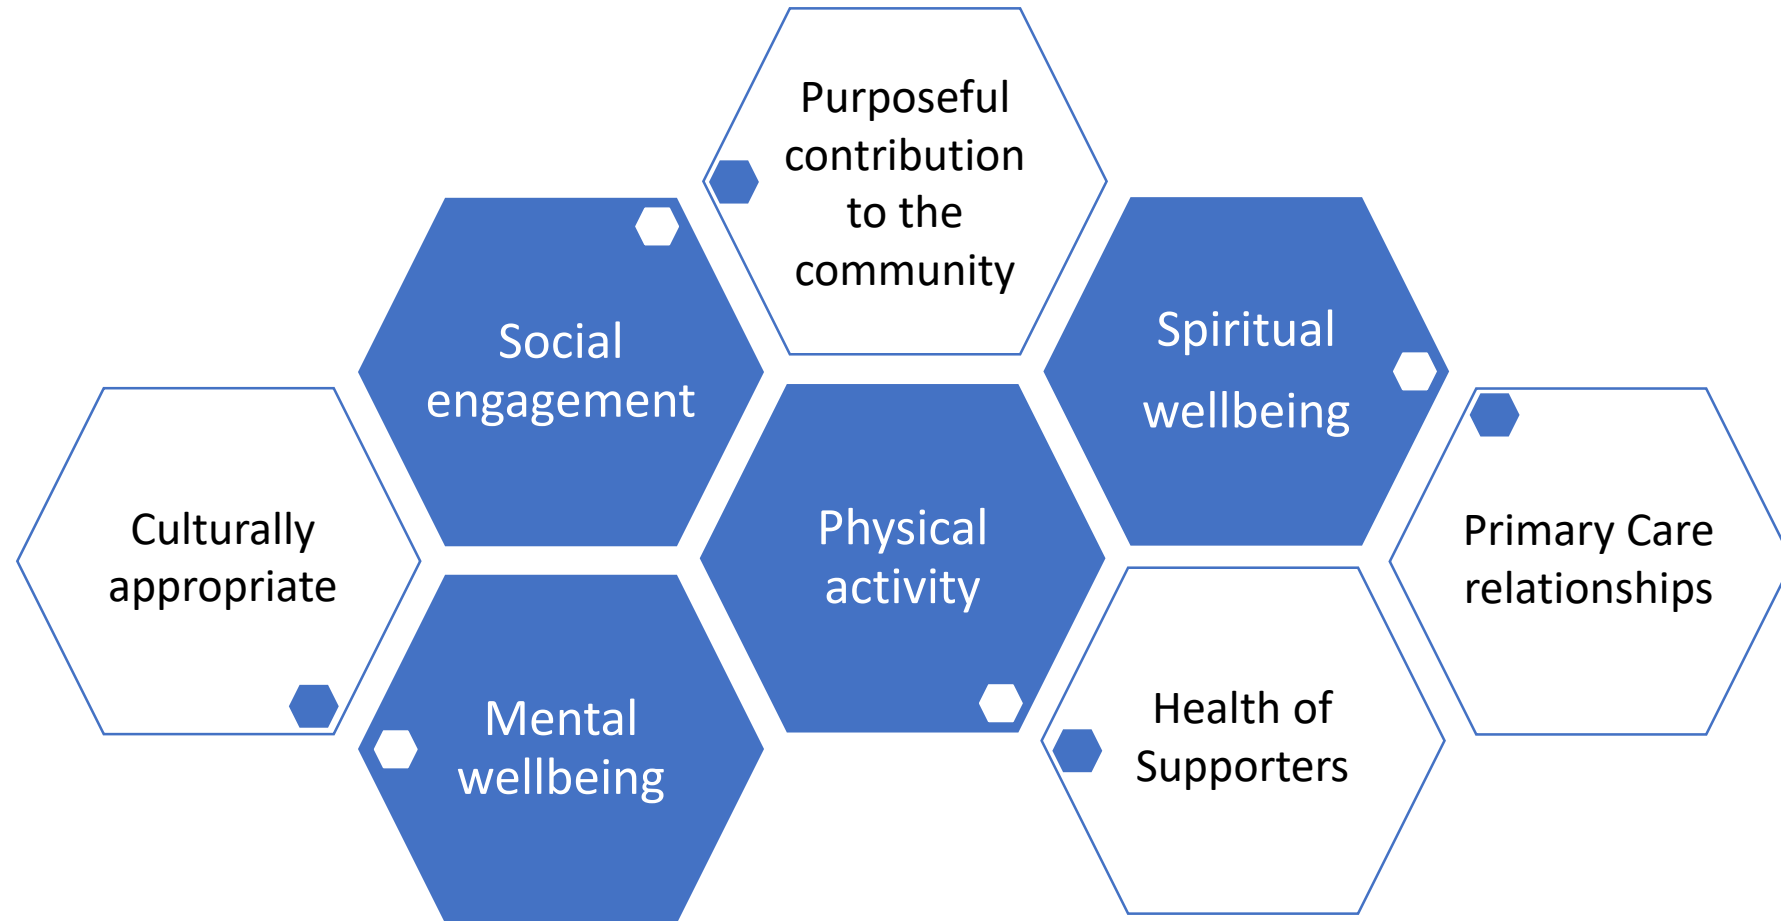 Purposeful
contribution
to the
community
Social
engagement
Spiritual
wellbeing
Culturally
appropriate
Physical
activity
Primary Care
relationships
Mental
wellbeing
Health of
Supporters